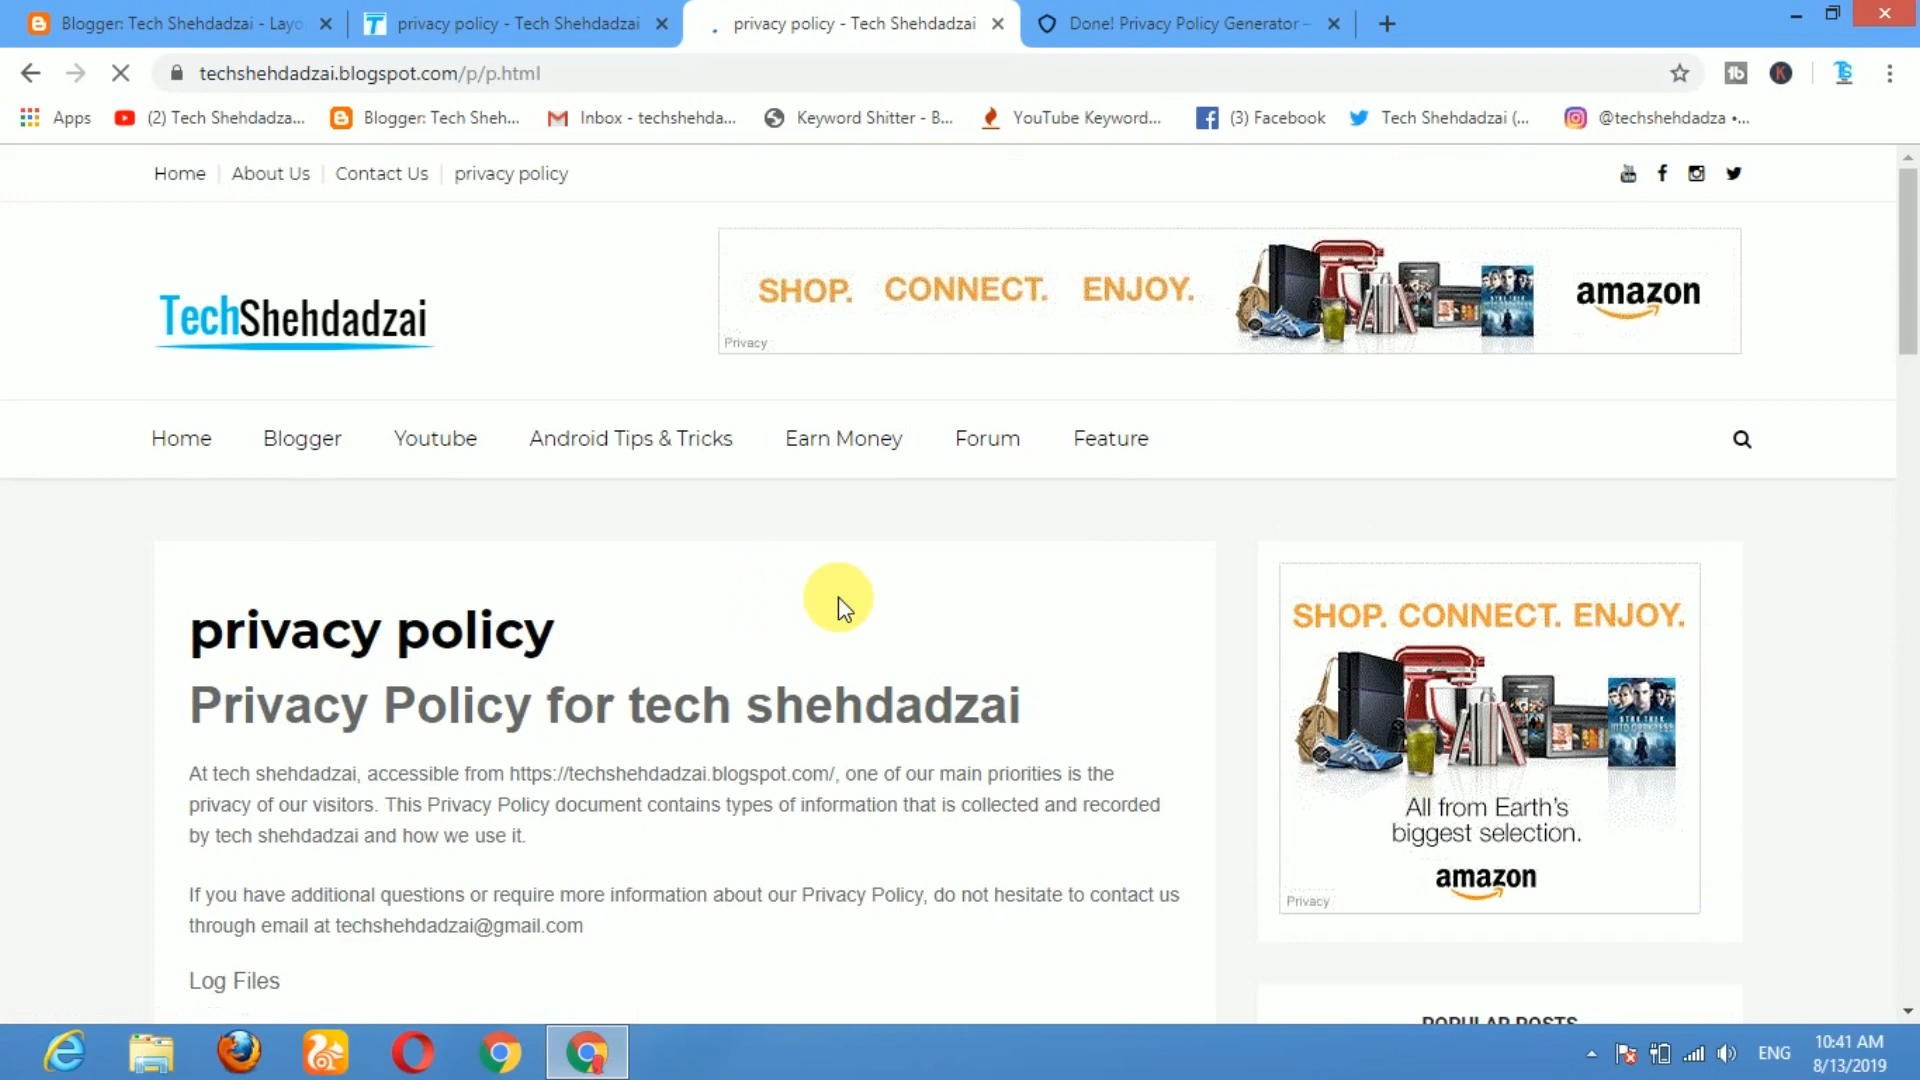 Blogger: Tech Shehdadzai - Layo
privacy policy - Tech Shehdadzai
privacy policy - Tech Shehdadzai
Done! Privacy Policy Generator -
techshehdadzai.blogspot.com/p/p.html
Apps
(2) Tech Shehdadza...
Blogger: Tech Sheh...
Inbox - techshehda...
Keyword Shitter - B...
YouTube Keyword...
(3) Facebook
Tech Shehdadzai (...
@techshehdadza •...
Home
About Us
Contact Us
privacy policy
TechShehdadzai
SHOP. CONNECT. ENJOY.
amazon
Privacy
Home
Blogger
Youtube
Android Tips & Tricks
Earn Money
Forum
Feature
privacy policy
Privacy Policy for tech shehdadzai
At tech shehdadzai, accessible from https://techshehdadzai.blogspot.com/, one of our main priorities is the
privacy of our visitors. This Privacy Policy document contains types of information that is collected and recorded
by tech shehdadzai and how we use it.
If you have additional questions or require more information about our Privacy Policy, do not hesitate to contact us
through email at techshehdadzai@gmail.com
Log Files
SHOP. CONNECT. ENJOY.
All from Earth's
biggest selection.
amazon
Privacy
POPULAR POSTS
ENG
10:41 AM
8/13/2019